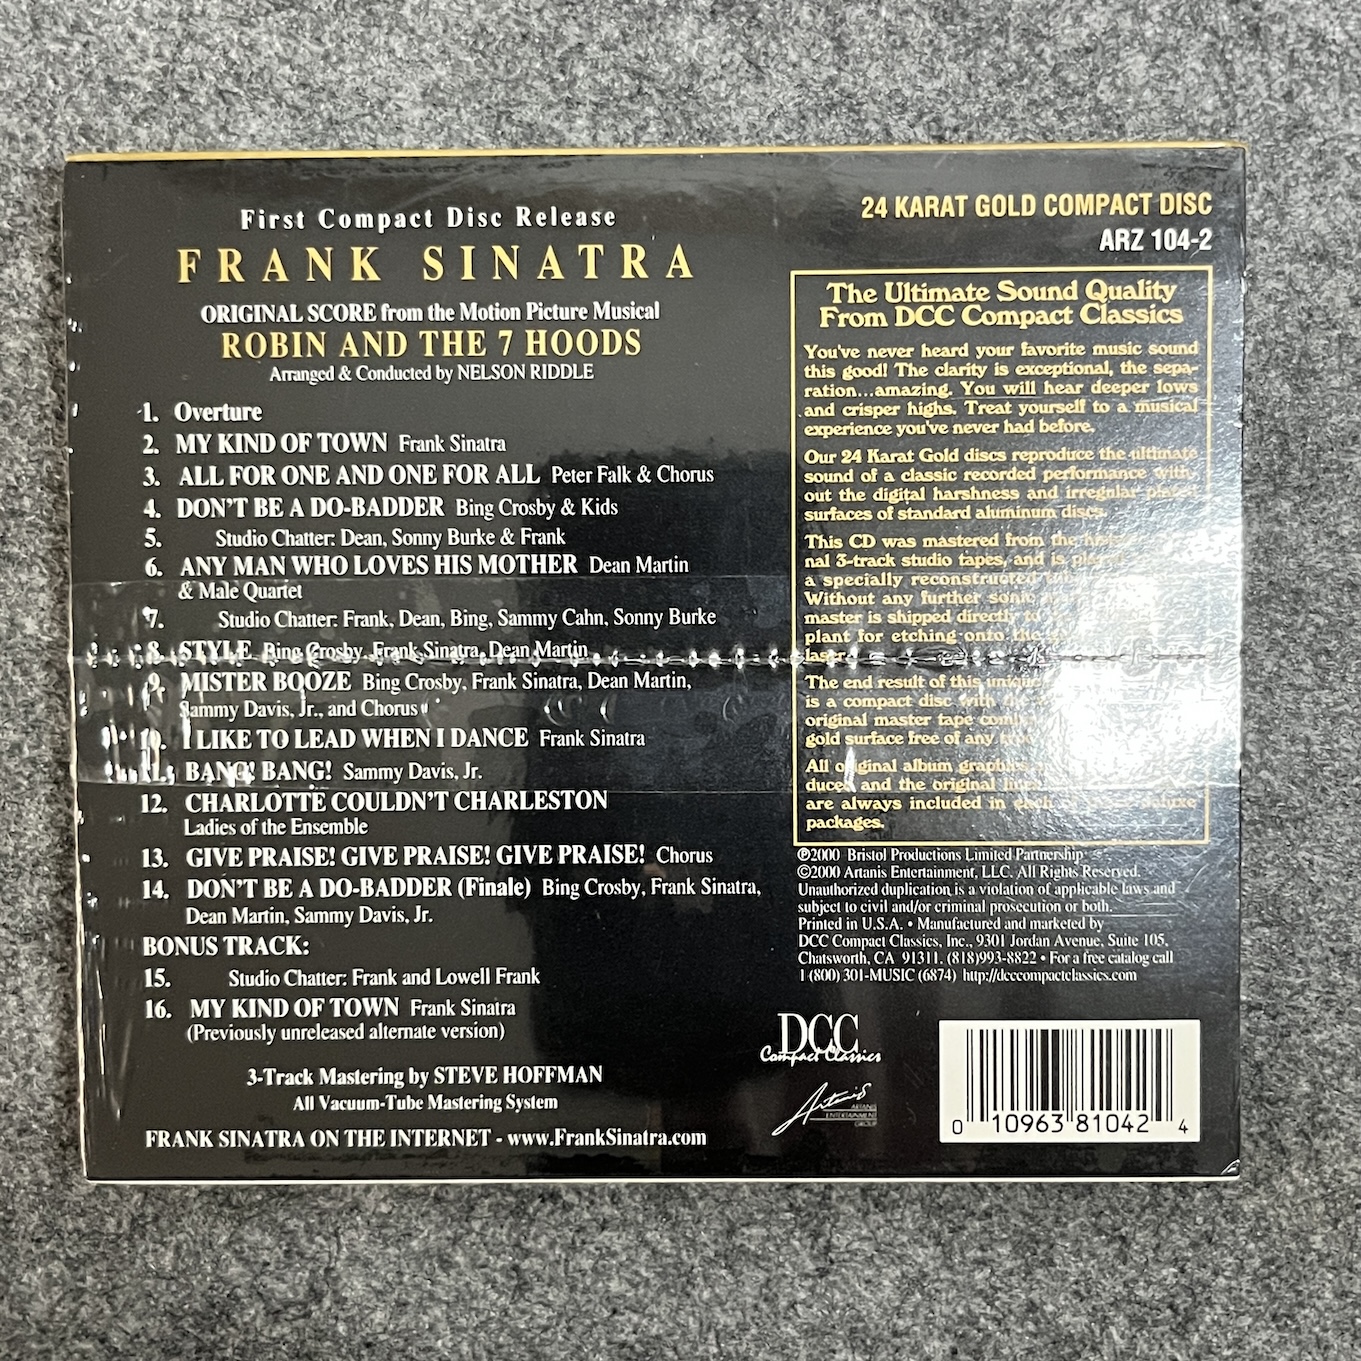 First Compact Disc Release
FRANK SINATRA
ORIGINAL SCORE from the Motion Picture Musical
ROBIN AND THE 7 HOODS
Arranged & Conducted by NELSON RIDDLE
1. Overture
2. MY KIND OF TOWN Frank Sinatra
3. ALL FOR ONE AND ONE FOR ALL Peter Falk & Chorus
4. DON'T BE A DO-BADDER Bing Crosby & Kids
5. Studio Chatter: Dean, Sonny Burke & Frank
6. ANY MAN WHO LOVES HIS MOTHER Dean Martin
& Male Quartet
7. Studio Chatter: Frank, Dean, Bing, Sammy Cahn, Sonny Burke
8. STYLE Bing Crosby, Frank Sinatra, Dean Martin
9. MISTER BOOZE Bing Crosby, Frank Sinatra, Dean Martin,
Sammy Davis, Jr., and Chorus
10. I LIKE TO LEAD WHEN I DANCE Frank Sinatra
11. BANG! BANG! Sammy Davis, Jr.
12. CHARLOTTE COULDN'T CHARLESTON
Ladies of the Ensemble
13. GIVE PRAISE! GIVE PRAISE! GIVE PRAISE! Chorus
14. DON'T BE A DO-BADDER (Finale) Bing Crosby, Frank Sinatra,
Dean Martin, Sammy Davis, Jr.
BONUS TRACK:
15. Studio Chatter: Frank and Lowell Frank
16. MY KIND OF TOWN Frank Sinatra
(Previously unreleased alternate version)
3-Track Mastering by STEVE HOFFMAN
All Vacuum-Tube Mastering System
FRANK SINATRA ON THE INTERNET - www.FrankSinatra.com
24 KARAT GOLD COMPACT DISC
ARZ 104-2
The Ultimate Sound Quality
From DCC Compact Classics
You've never heard your favorite music sound
this good! The clarity is exceptional, the sepa-
ration...amazing. You will hear deeper lows
and crisper highs. Treat yourself to a musical
experience you've never had before.
Our 24 Karat Gold discs reproduce the ultimate
sound of a classic recorded performance with-
out the digital harshness and irregular
surfaces of standard aluminum discs.
This CD was mastered from the
nal 3-track studio tapes, and is
a specially reconstructed
Without any further sonic
master is shipped directly to
plant for etching onto the
laser
The end result of this unique
is a compact disc with
original master tape
gold surface free of any
All original album graphics
duced and the original
are always included in each deluxe
packages.
℗2000 Bristol Productions Limited Partnership
©2000 Artanis Entertainment, LLC. All Rights Reserved.
Unauthorized duplication is a violation of applicable laws and
subject to civil and/or criminal prosecution or both.
Printed in U.S.A. • Manufactured and marketed by
DCC Compact Classics, Inc., 9301 Jordan Avenue, Suite 105,
Chatsworth, CA 91311. (818)993-8822 • For a free catalog call
1 (800) 301-MUSIC (6874) http://dcccompactclassics.com
DCC
Compact Classics
Artanis
ARTANIS
ENTERTAINMENT
GROUP
0 10963 81042 4